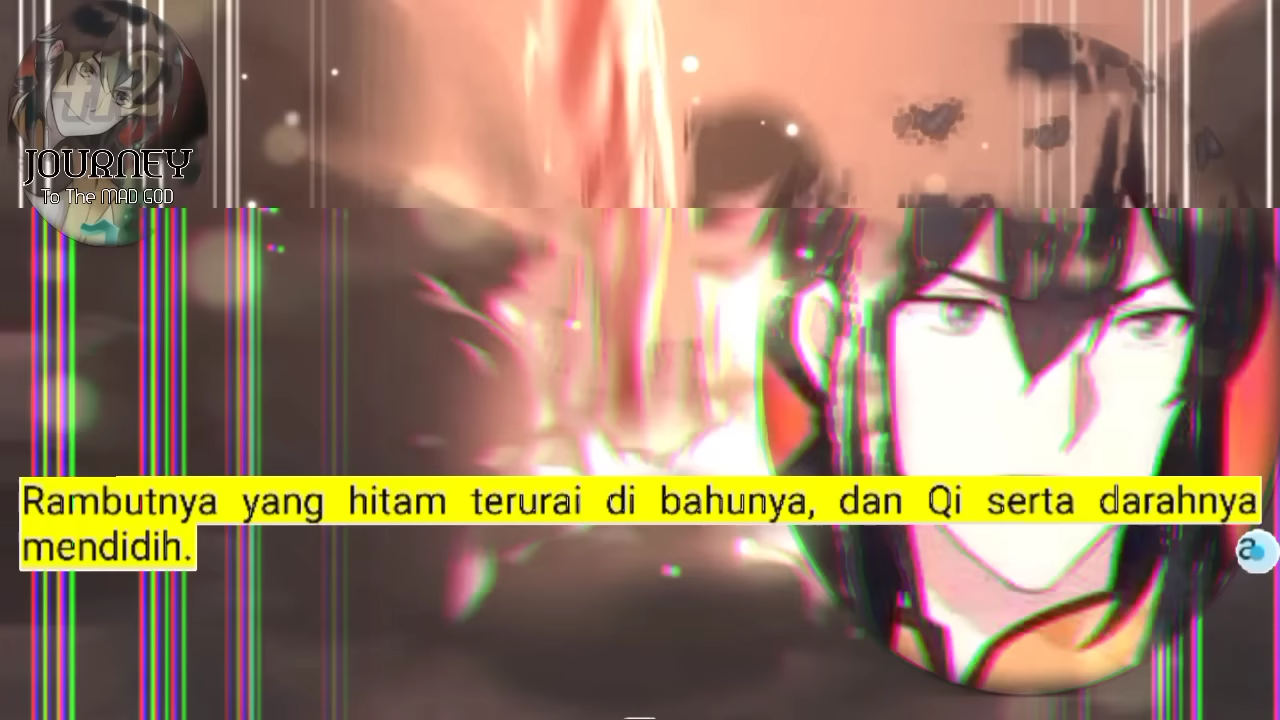 JOURNEY
To The MAD GOD
Rambutnya yang hitam terurai di bahunya, dan Qi serta darahnya
mendidih.
a